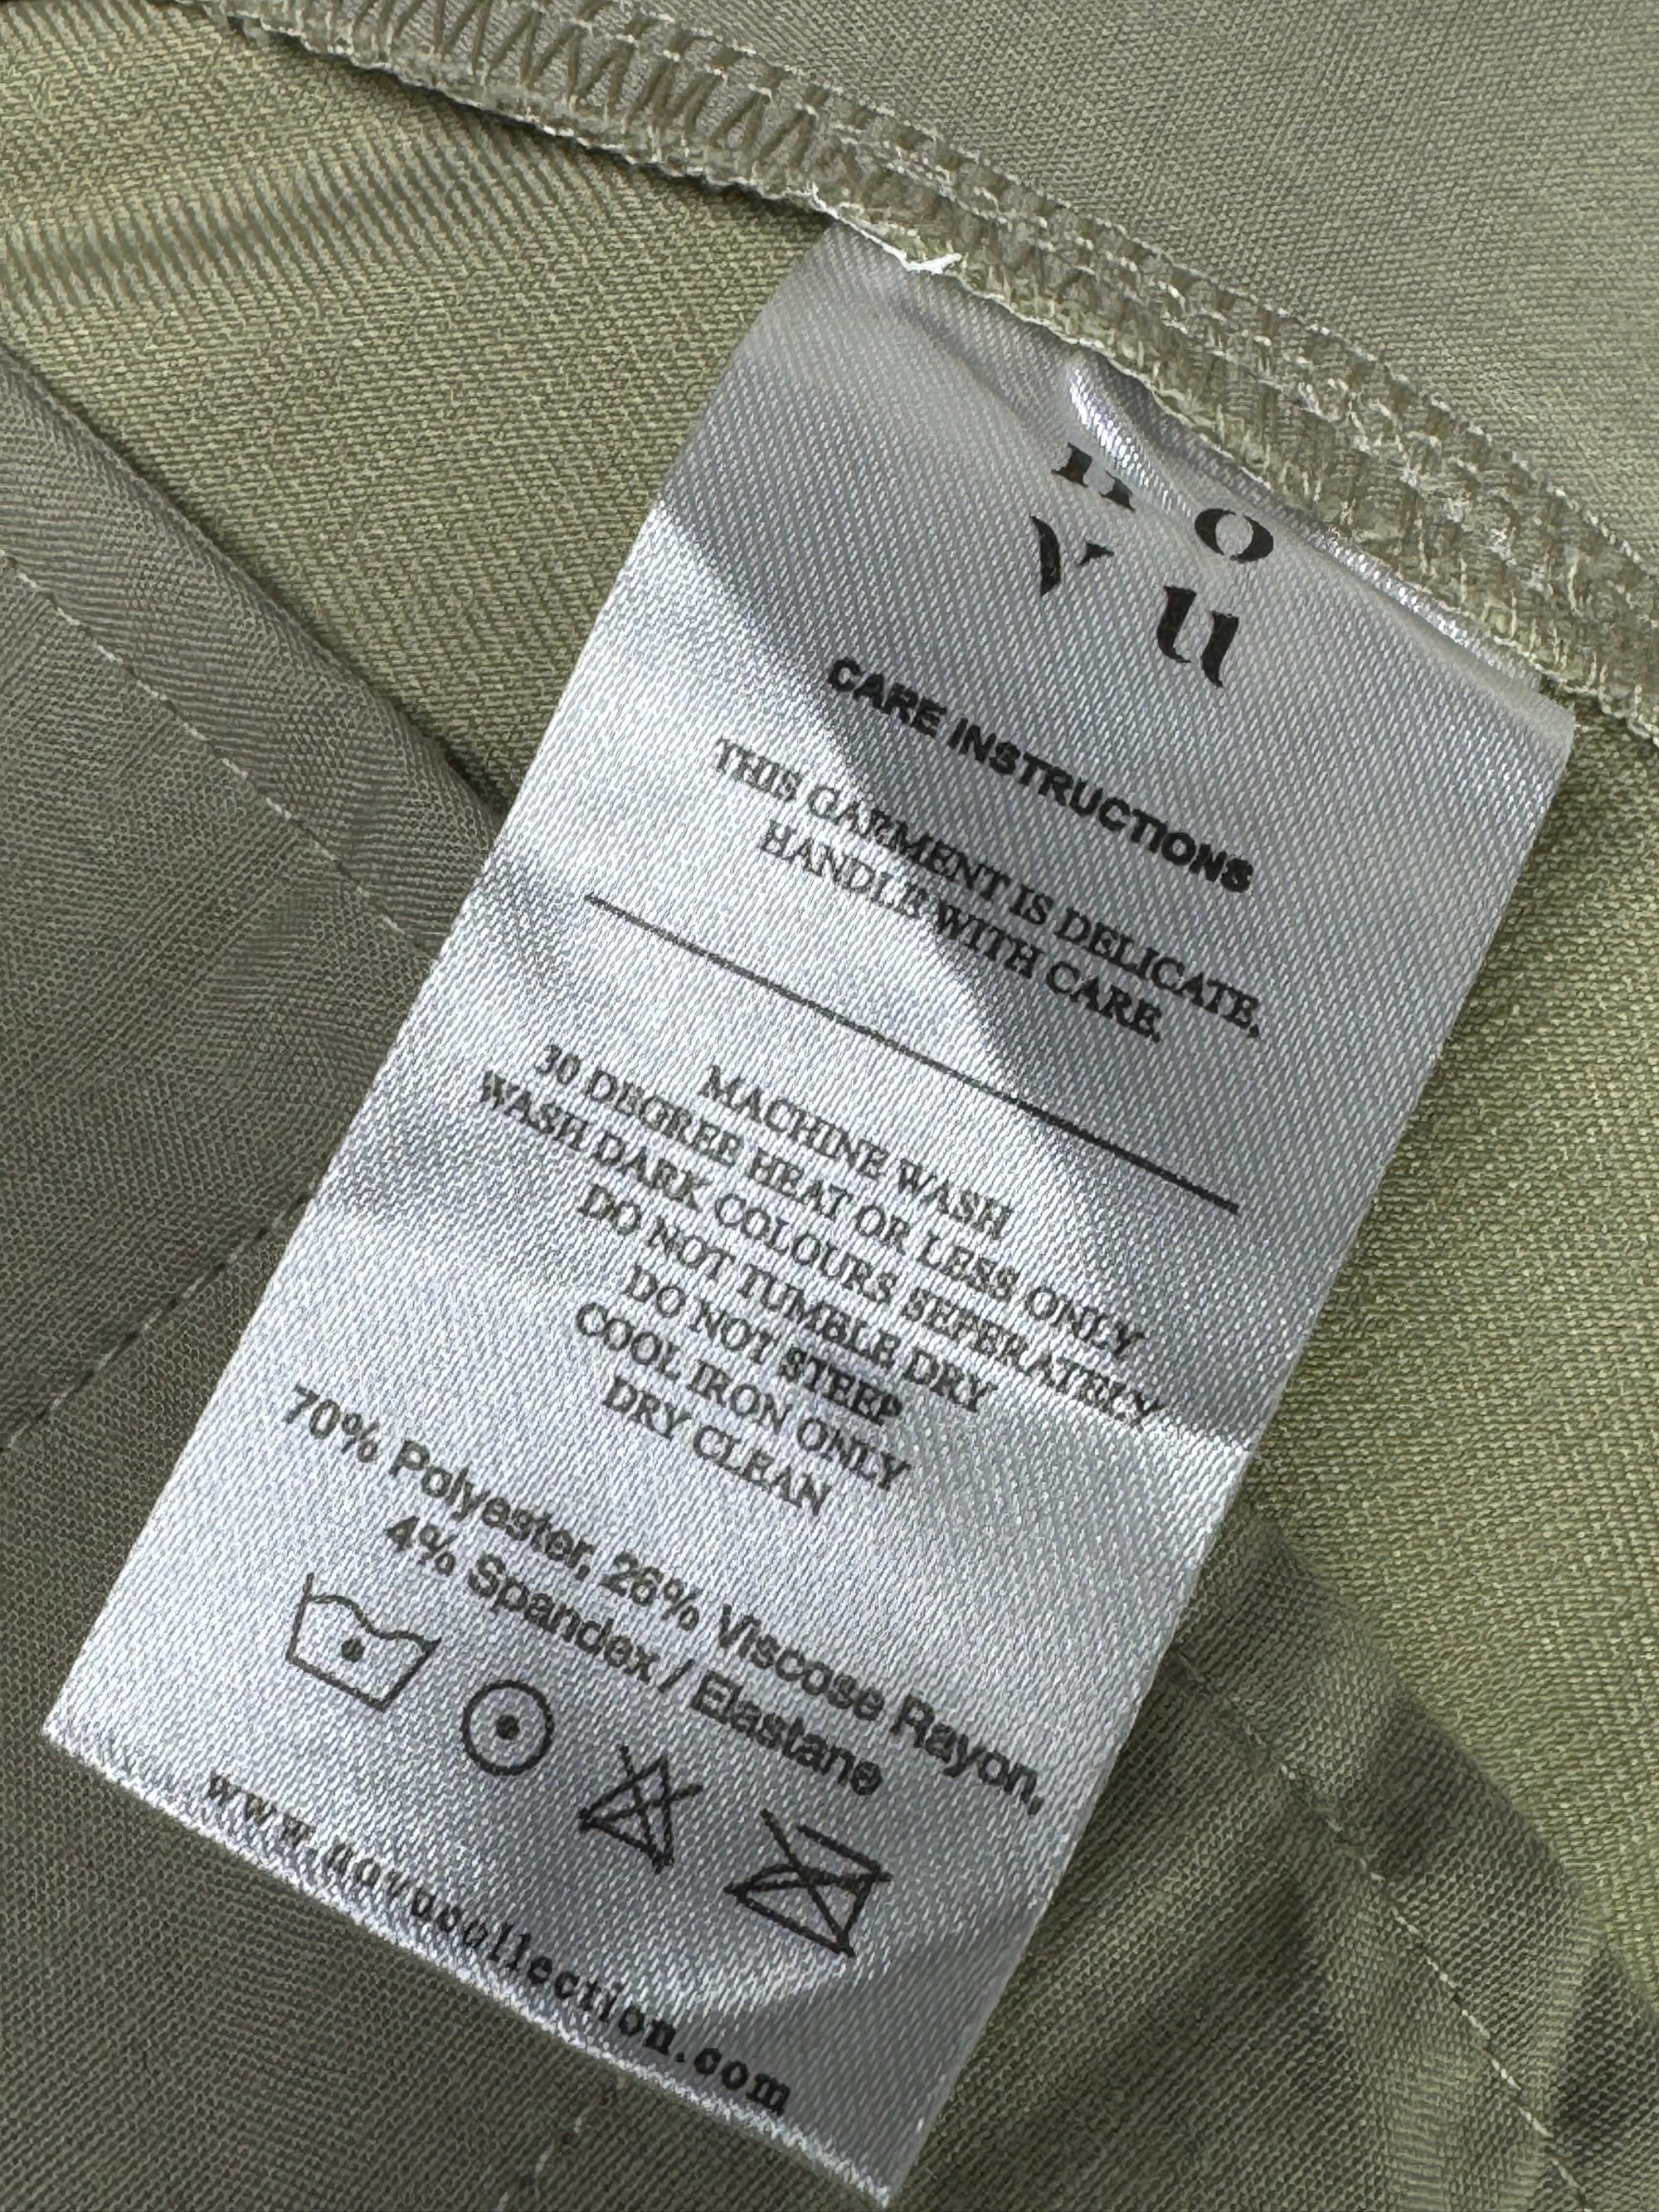 no
vu
CARE INSTRUCTIONS
THIS GARMENT IS DELICATE,
HANDLE WITH CARE.
MACHINE WASH
30 DEGREE HEAT OR LESS ONLY
WASH DARK COLOURS SEPERATELY
DO NOT TUMBLE DRY
DO NOT STEEP
COOL IRON ONLY
DRY CLEAN
70% Polyester, 26% Viscose Rayon,
4% Spandex / Elastane
www.novucollection.com